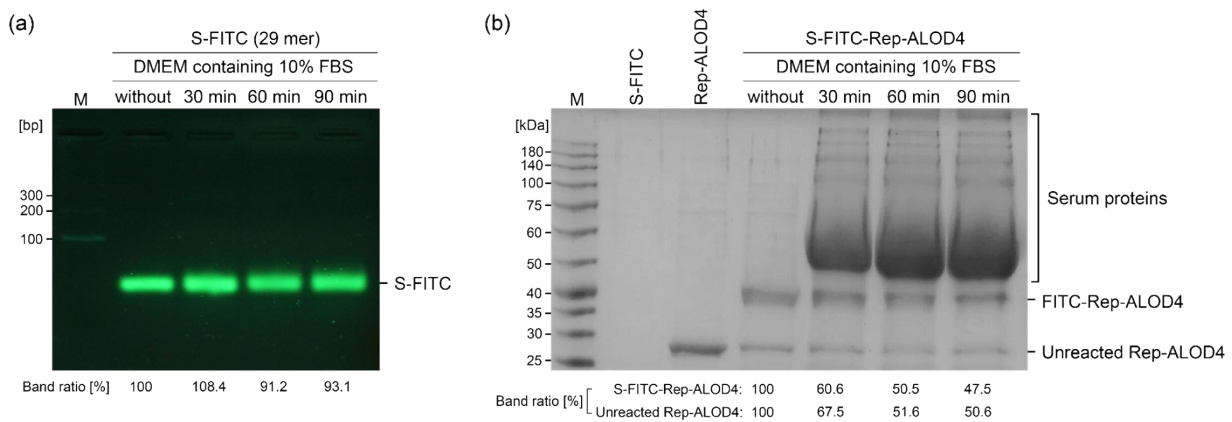 (a)
S-FITC (29 mer)
DMEM containing 10% FBS
M without 30 min 60 min 90 min
[bp]
300
200
100
S-FITC
Band ratio [%] 100 108.4 91.2 93.1
(b)
S-FITC-Rep-ALOD4
DMEM containing 10% FBS
M S-FITC Rep-ALOD4 without 30 min 60 min 90 min
[kDa]
180
140
100
75
60
50
40
35
30
25
Serum proteins
FITC-Rep-ALOD4
Unreacted Rep-ALOD4
Band ratio [%]
S-FITC-Rep-ALOD4: 100 60.6 50.5 47.5
Unreacted Rep-ALOD4: 100 67.5 51.6 50.6